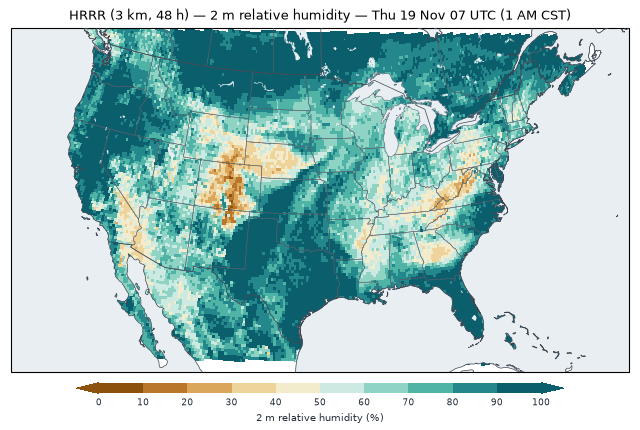 HRRR (3 km, 48 h) — 2 m relative humidity — Thu 19 Nov 07 UTC (1 AM CST)
0 10 20 30 40 50 60 70 80 90 100
2 m relative humidity (%)